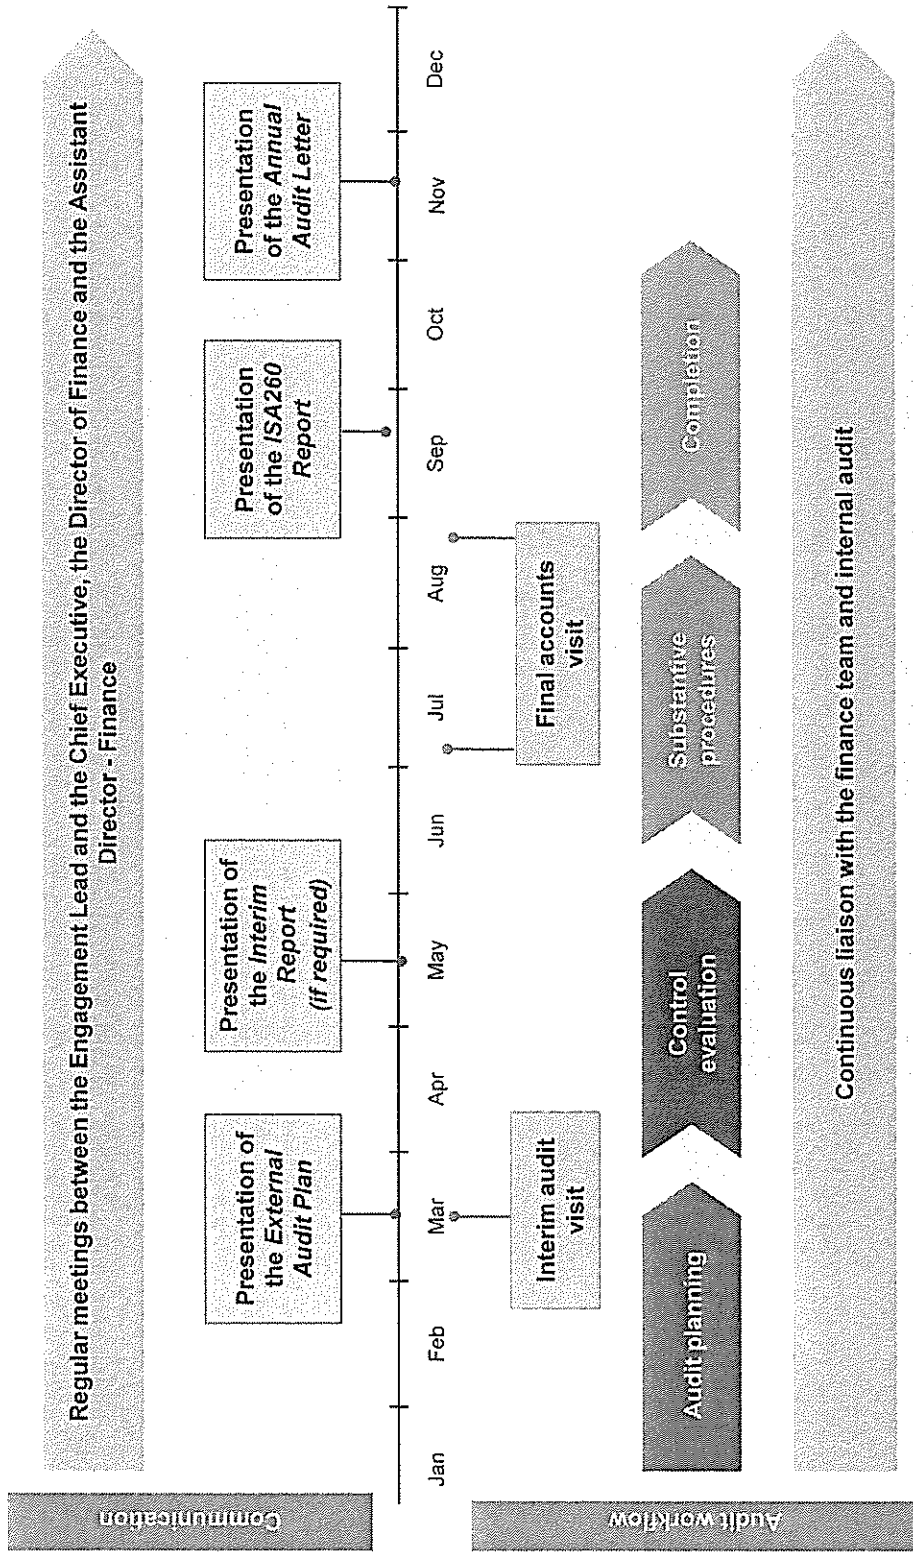 Communication
Regular meetings between the Engagement Lead and the Chief Executive, the Director of Finance and the Assistant
Director - Finance
Presentation of
the External
Audit Plan
Presentation of
the Interim
Report
(if required)
Presentation
of the ISA260
Report
Presentation
of the Annual
Audit Letter
Jan
Feb
Mar
Apr
May
Jun
Jul
Aug
Sep
Oct
Nov
Dec
Audit workflow
Interim audit
visit
Final accounts
visit
Audit planning
Control
evaluation
Substantive
procedures
Completion
Continuous liaison with the finance team and internal audit